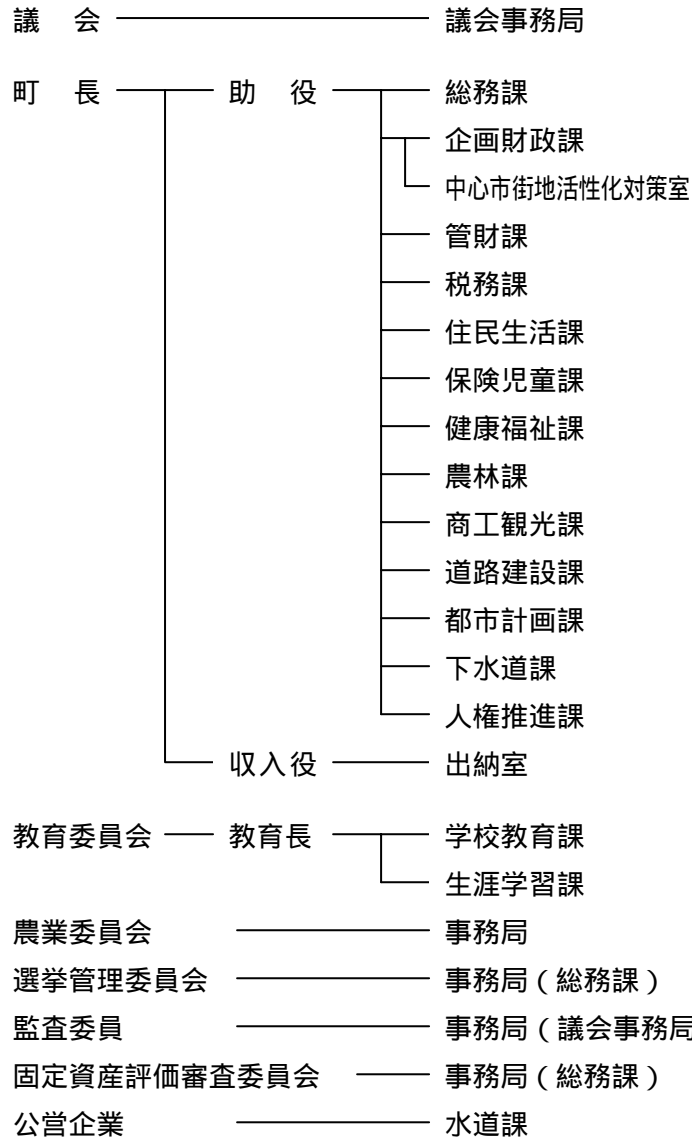 議　会　議会事務局
町　長　助　役　総務課
企画財政課
中心市街地活性化対策室
管財課
税務課
住民生活課
保険児童課
健康福祉課
農林課
商工観光課
道路建設課
都市計画課
下水道課
人権推進課
収入役　出納室
教育委員会　教育長　学校教育課
生涯学習課
農業委員会　事務局
選挙管理委員会　事務局（総務課）
監査委員　事務局（議会事務局
固定資産評価審査委員会　事務局（総務課）
公営企業　水道課